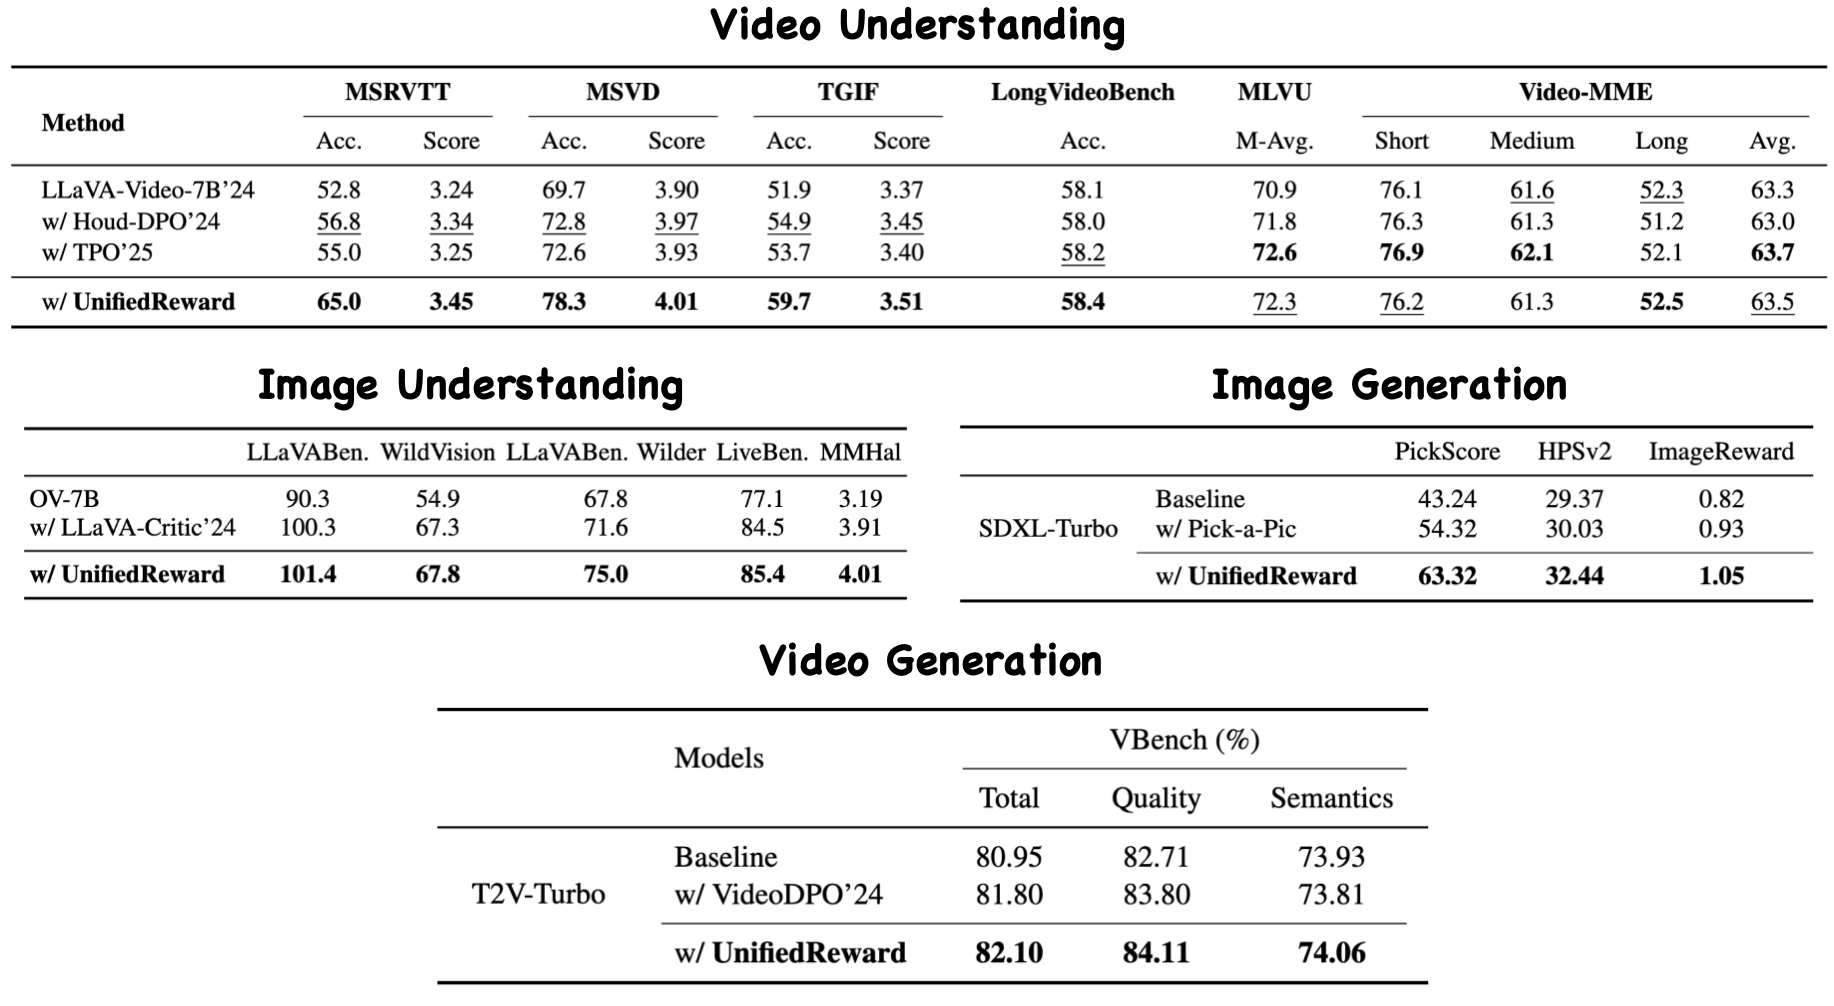 Video Understanding
Method MSRVTT MSVD TGIF LongVideoBench MLVU Video-MME
Acc. Score Acc. Score Acc. Score Acc. M-Avg. Short Medium Long Avg.
LLaVA-Video-7B'24 52.8 3.24 69.7 3.90 51.9 3.37 58.1 70.9 76.1 61.6 52.3 63.3
w/ Houd-DPO'24 56.8 3.34 72.8 3.97 54.9 3.45 58.0 71.8 76.3 61.3 51.2 63.0
w/ TPO'25 55.0 3.25 72.6 3.93 53.7 3.40 58.2 72.6 76.9 62.1 52.1 63.7
w/ UnifiedReward 65.0 3.45 78.3 4.01 59.7 3.51 58.4 72.3 76.2 61.3 52.5 63.5
Image Understanding
LLaVABen. WildVision LLaVABen. Wilder LiveBen. MMHal
OV-7B 90.3 54.9 67.8 77.1 3.19
w/ LLaVA-Critic'24 100.3 67.3 71.6 84.5 3.91
w/ UnifiedReward 101.4 67.8 75.0 85.4 4.01
Image Generation
PickScore HPSv2 ImageReward
SDXL-Turbo
Baseline 43.24 29.37 0.82
w/ Pick-a-Pic 54.32 30.03 0.93
w/ UnifiedReward 63.32 32.44 1.05
Video Generation
Models VBench (%)
Total Quality Semantics
T2V-Turbo
Baseline 80.95 82.71 73.93
w/ VideoDPO'24 81.80 83.80 73.81
w/ UnifiedReward 82.10 84.11 74.06